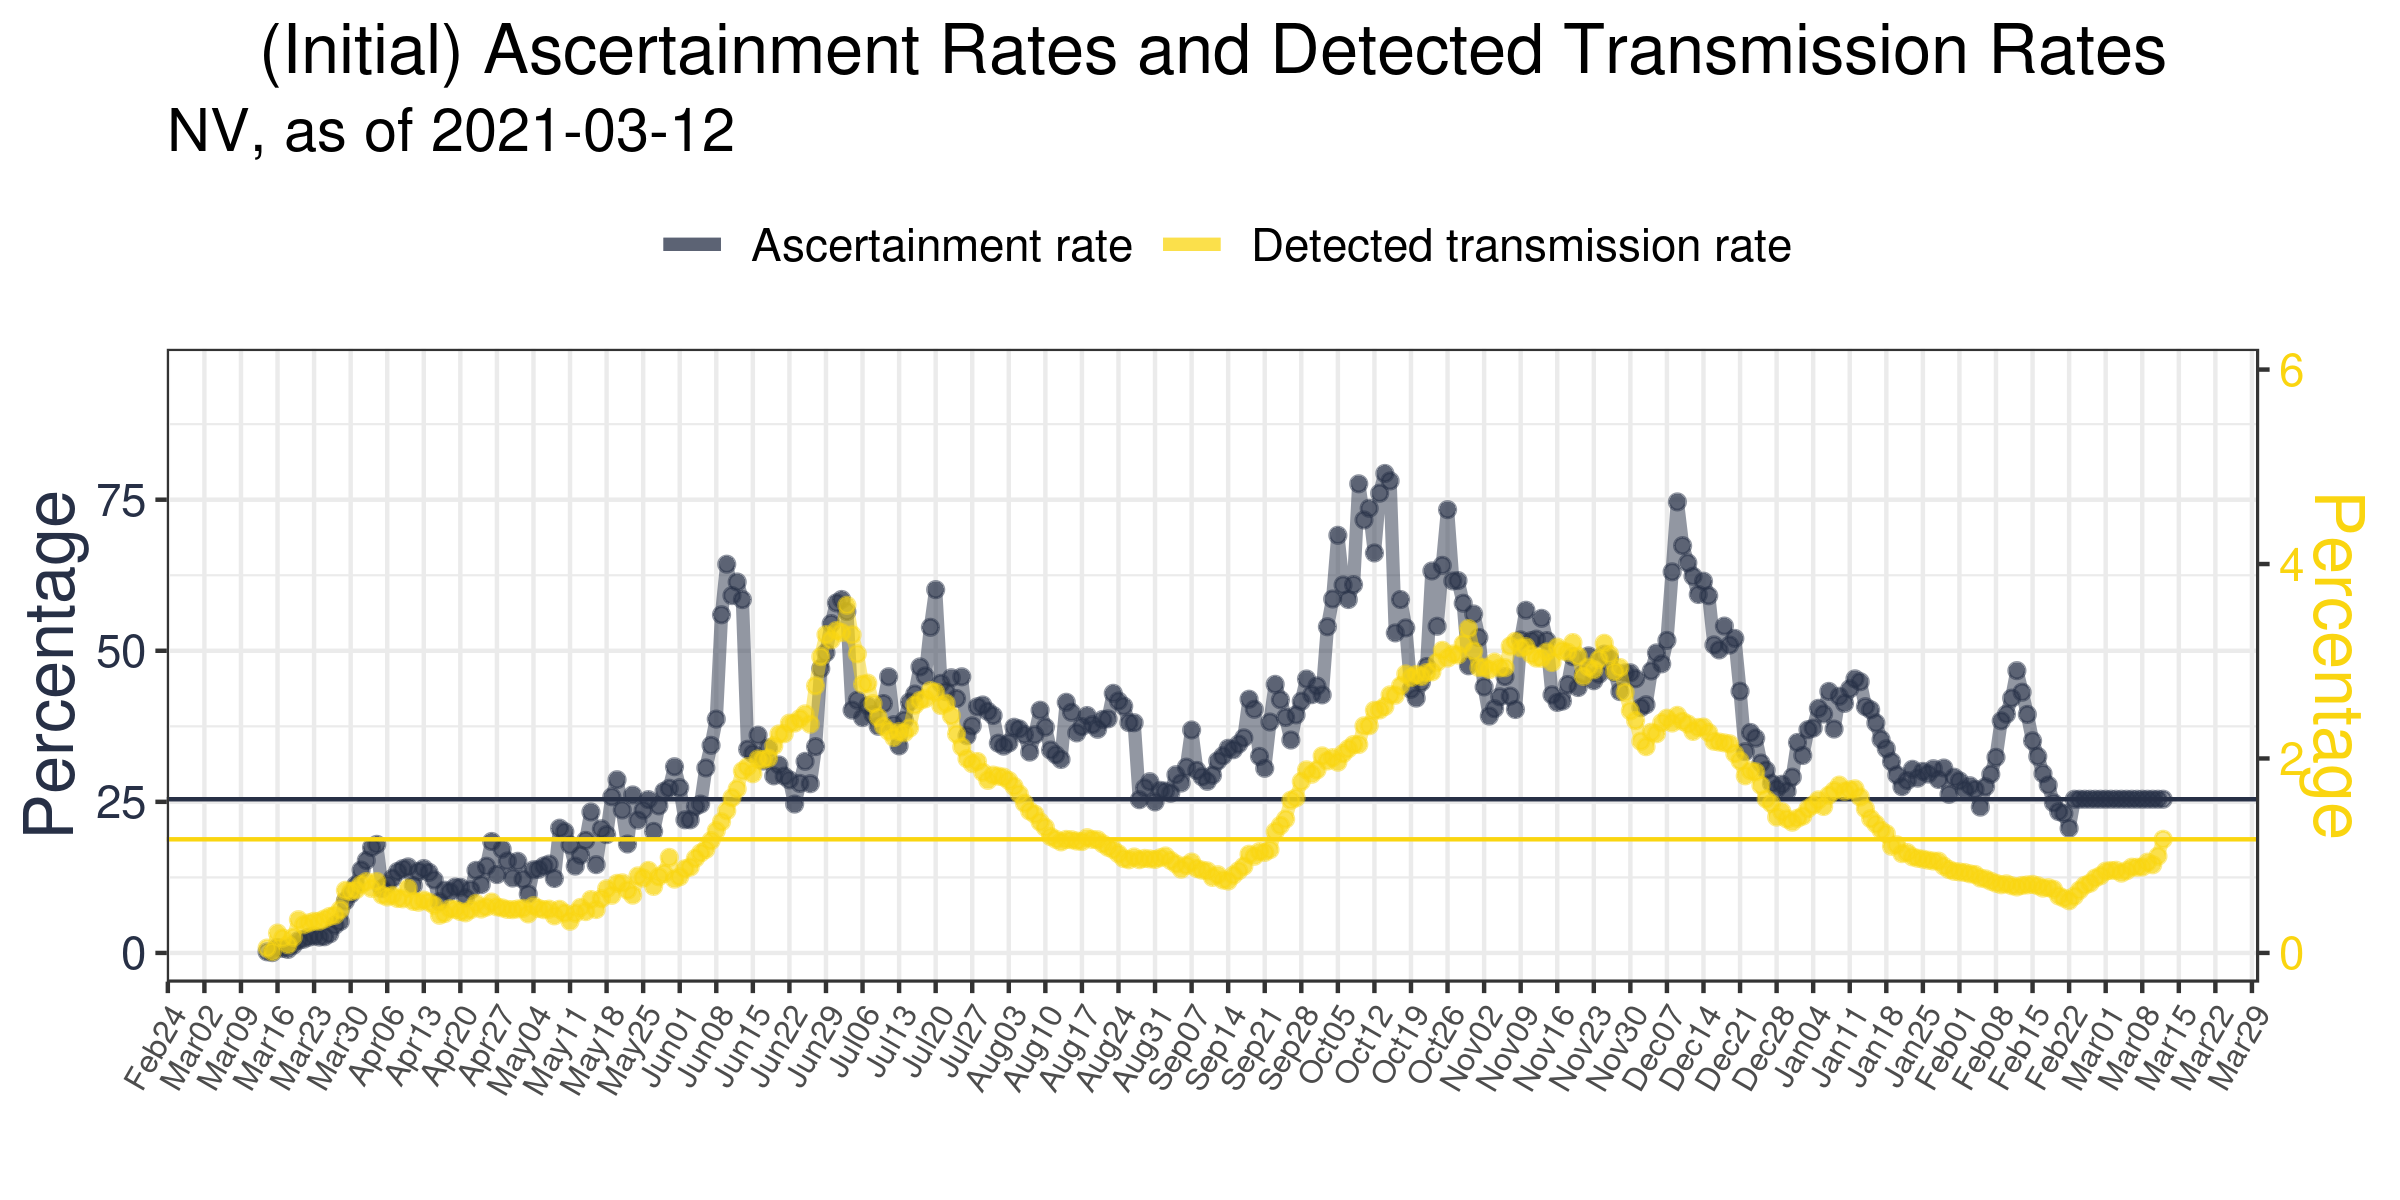 (Initial) Ascertainment Rates and Detected Transmission Rates
NV, as of 2021-03-12
Ascertainment rate
Detected transmission rate
Percentage
75
50
25
0
6
4
2
0
Percentage
Feb24
Mar02
Mar09
Mar16
Mar23
Mar30
Apr06
Apr13
Apr20
Apr27
May04
May11
May18
May25
Jun01
Jun08
Jun15
Jun22
Jun29
Jul06
Jul13
Jul20
Jul27
Aug03
Aug10
Aug17
Aug24
Aug31
Sep07
Sep14
Sep21
Sep28
Oct05
Oct12
Oct19
Oct26
Nov02
Nov09
Nov16
Nov23
Nov30
Dec07
Dec14
Dec21
Dec28
Jan04
Jan11
Jan18
Jan25
Feb01
Feb08
Feb15
Feb22
Mar01
Mar08
Mar15
Mar22
Mar29